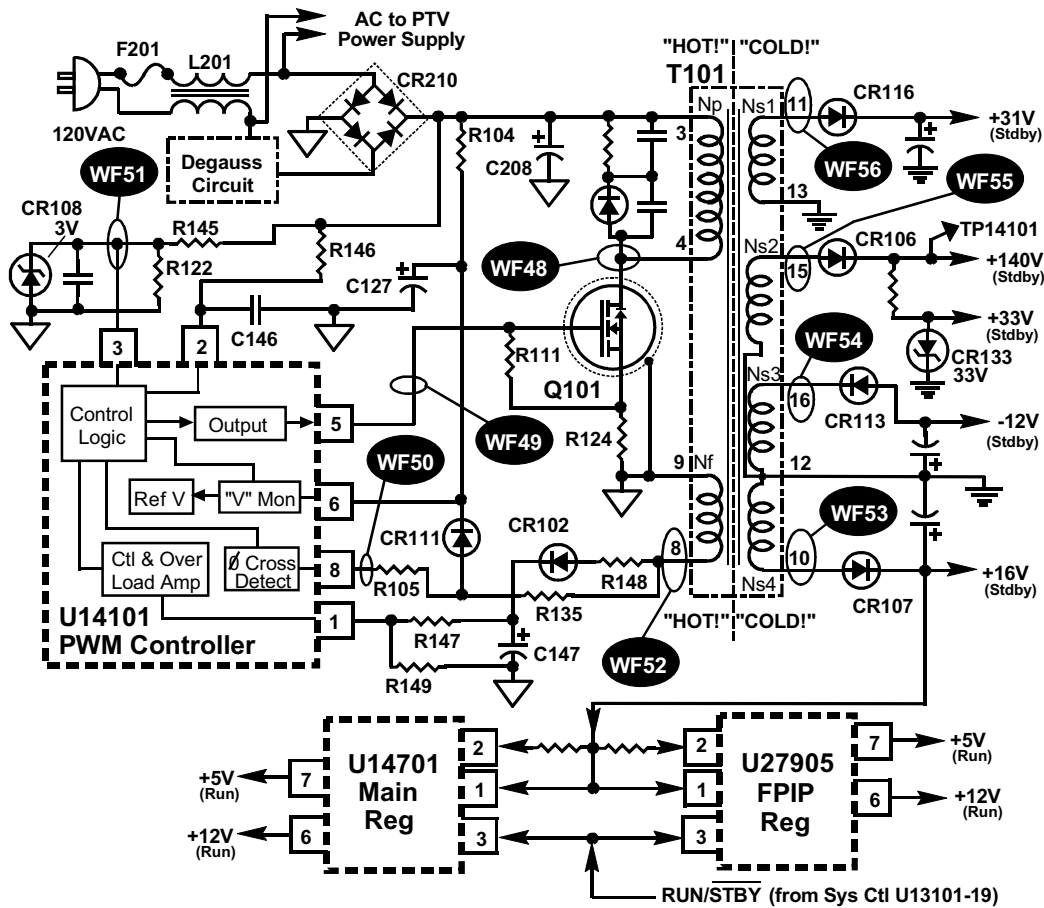 AC to PTV
Power Supply
F201
L201
CR210
120VAC
Degauss
Circuit
WF51
CR108
3V
R145
R122
R146
C146
C127
R104
C208
"HOT!"
"COLD!"
T101
Np
3
4
Ns1
11
13
CR116
+31V
(Stdby)
WF56
WF55
Ns2
15
CR106
TP14101
+140V
(Stdby)
+33V
(Stdby)
CR133
33V
WF48
R111
Q101
R124
WF54
Ns3
16
CR113
-12V
(Stdby)
12
9
Nf
8
WF53
10
Ns4
CR107
+16V
(Stdby)
"HOT!"
"COLD!"
WF49
WF50
3
2
Control
Logic
Output
5
Ref V
"V" Mon
6
Ctl & Over
Load Amp
Ø Cross
Detect
8
1
U14101
PWM Controller
CR111
R105
CR102
R148
R135
R147
R149
C147
WF52
+5V
(Run)
7
+12V
(Run)
6
U14701
Main
Reg
2
1
3
2
1
3
U27905
FPIP
Reg
7
+5V
(Run)
6
+12V
(Run)
RUN/STBY (from Sys Ctl U13101-19)